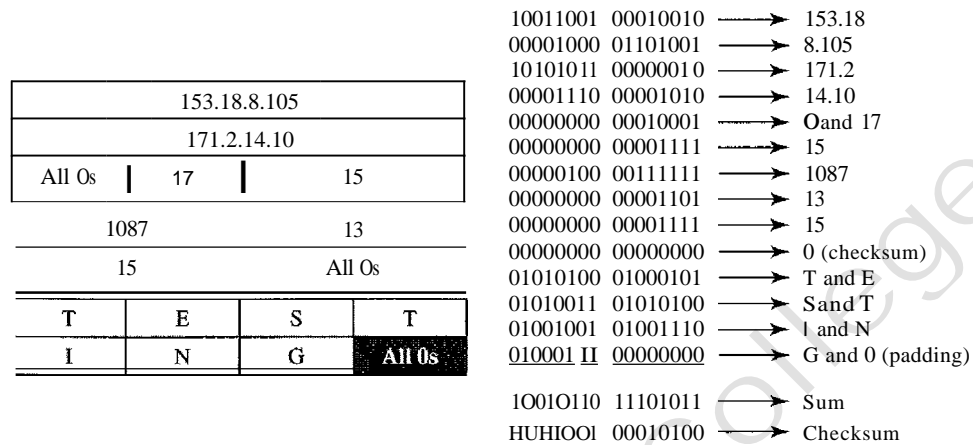 153.18.8.105
171.2.14.10
All 0s 17 15
1087 13
15 All 0s
T E S T
I N G All 0s
10011001 00010010 153.18
00001000 01101001 8.105
10101011 00000010 171.2
00001110 00001010 14.10
00000000 00010001 Oand 17
00000000 00001111 15
00000100 00111111 1087
00000000 00001101 13
00000000 00001111 15
00000000 00000000 0 (checksum)
01010100 01000101 T and E
01010011 01010100 Sand T
01001001 01001110 I and N
010001 II 00000000 G and 0 (padding)
1O01O110 11101011 Sum
HUHIOOl 00010100 Checksum
College